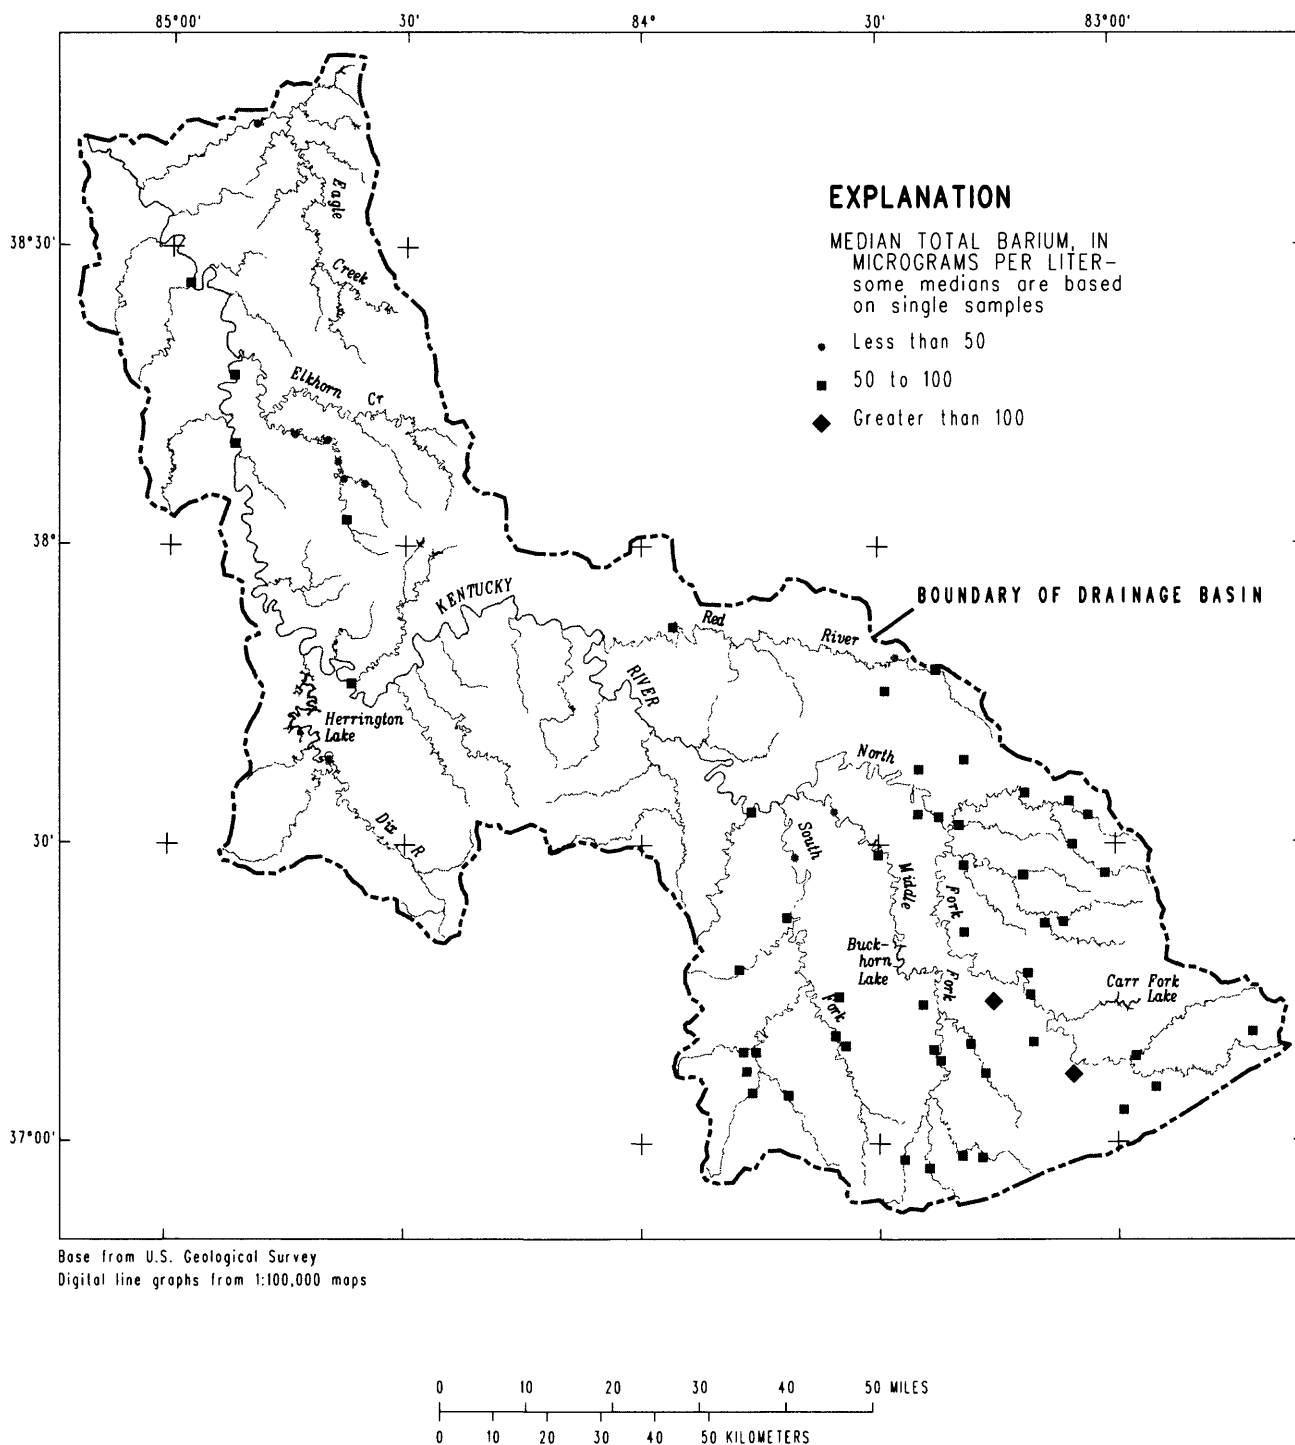 85°00' 30' 84° 30' 83°00'
38°30'
38°
30'
37°00'
EXPLANATION
MEDIAN TOTAL BARIUM, IN
MICROGRAMS PER LITER-
some medians are based
on single samples
Less than 50
50 to 100
Greater than 100
Eagle
Creek
Elkhorn Cr
BOUNDARY OF DRAINAGE BASIN
KENTUCKY
RIVER
Red
River
Herrington
Lake
Dix R
North
South
Middle
Fork
Buck-
horn
Lake
Fork
Fork
Carr Fork
Lake
Base from U.S. Geological Survey
Digital line graphs from 1:100,000 maps
0 10 20 30 40 50 MILES
0 10 20 30 40 50 KILOMETERS